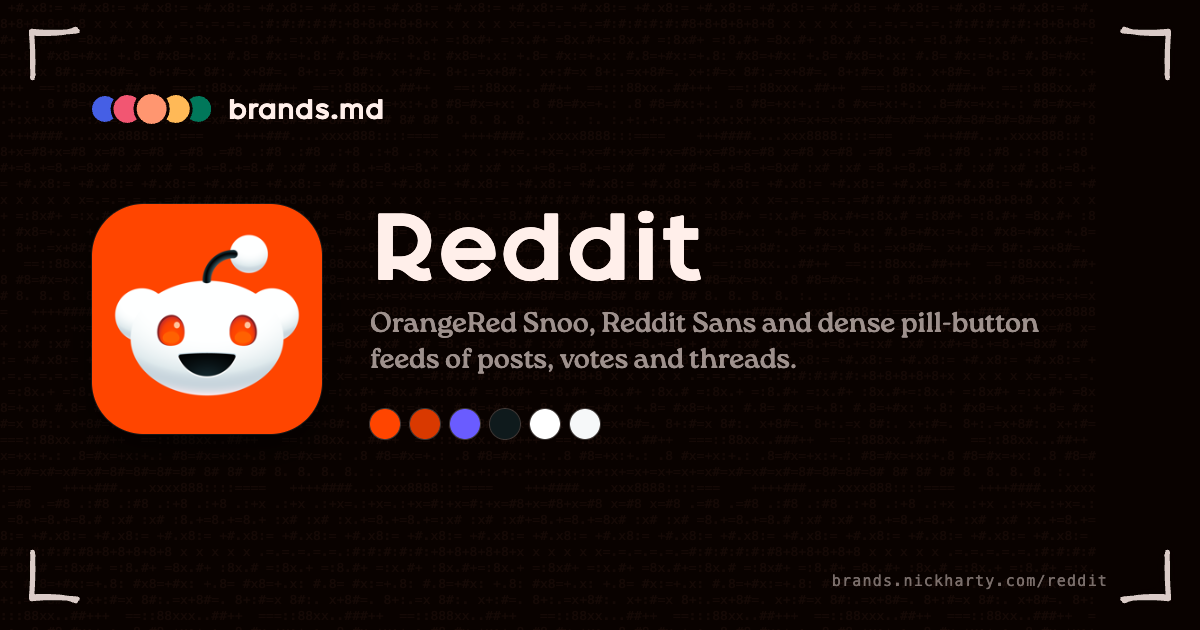 brands.md
Reddit
OrangeRed Snoo, Reddit Sans and dense pill-button
feeds of posts, votes and threads.
brands.nickharty.com/reddit